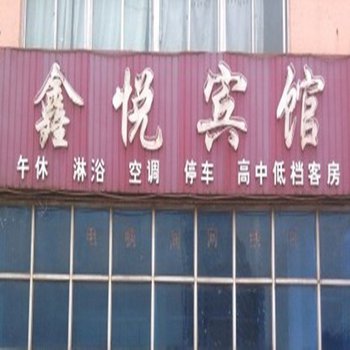 鑫悦宾馆
午休 淋浴 空调 停车 高中低档客房